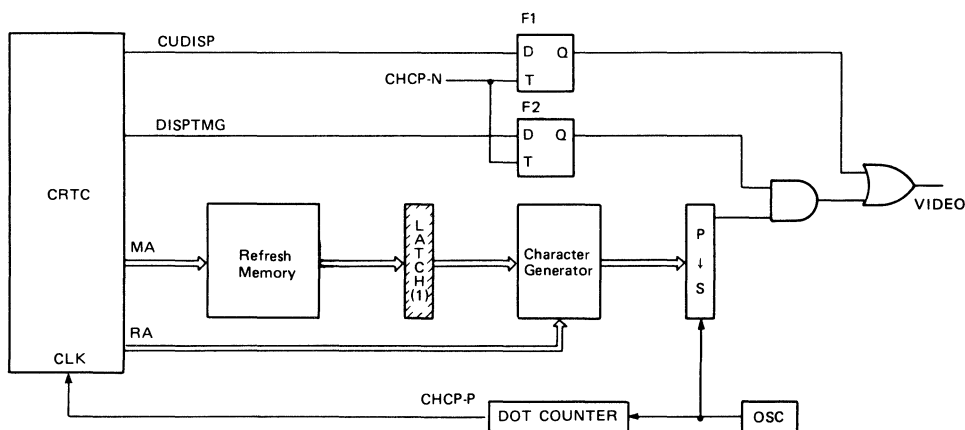 F1
CUDISP
D Q
CHCP-N
T
F2
DISPTMG
D Q
T
CRTC
VIDEO
MA
Refresh
Memory
LATCH(1)
Character
Generator
P
↓
S
RA
CLK
CHCP-P
DOT COUNTER
OSC